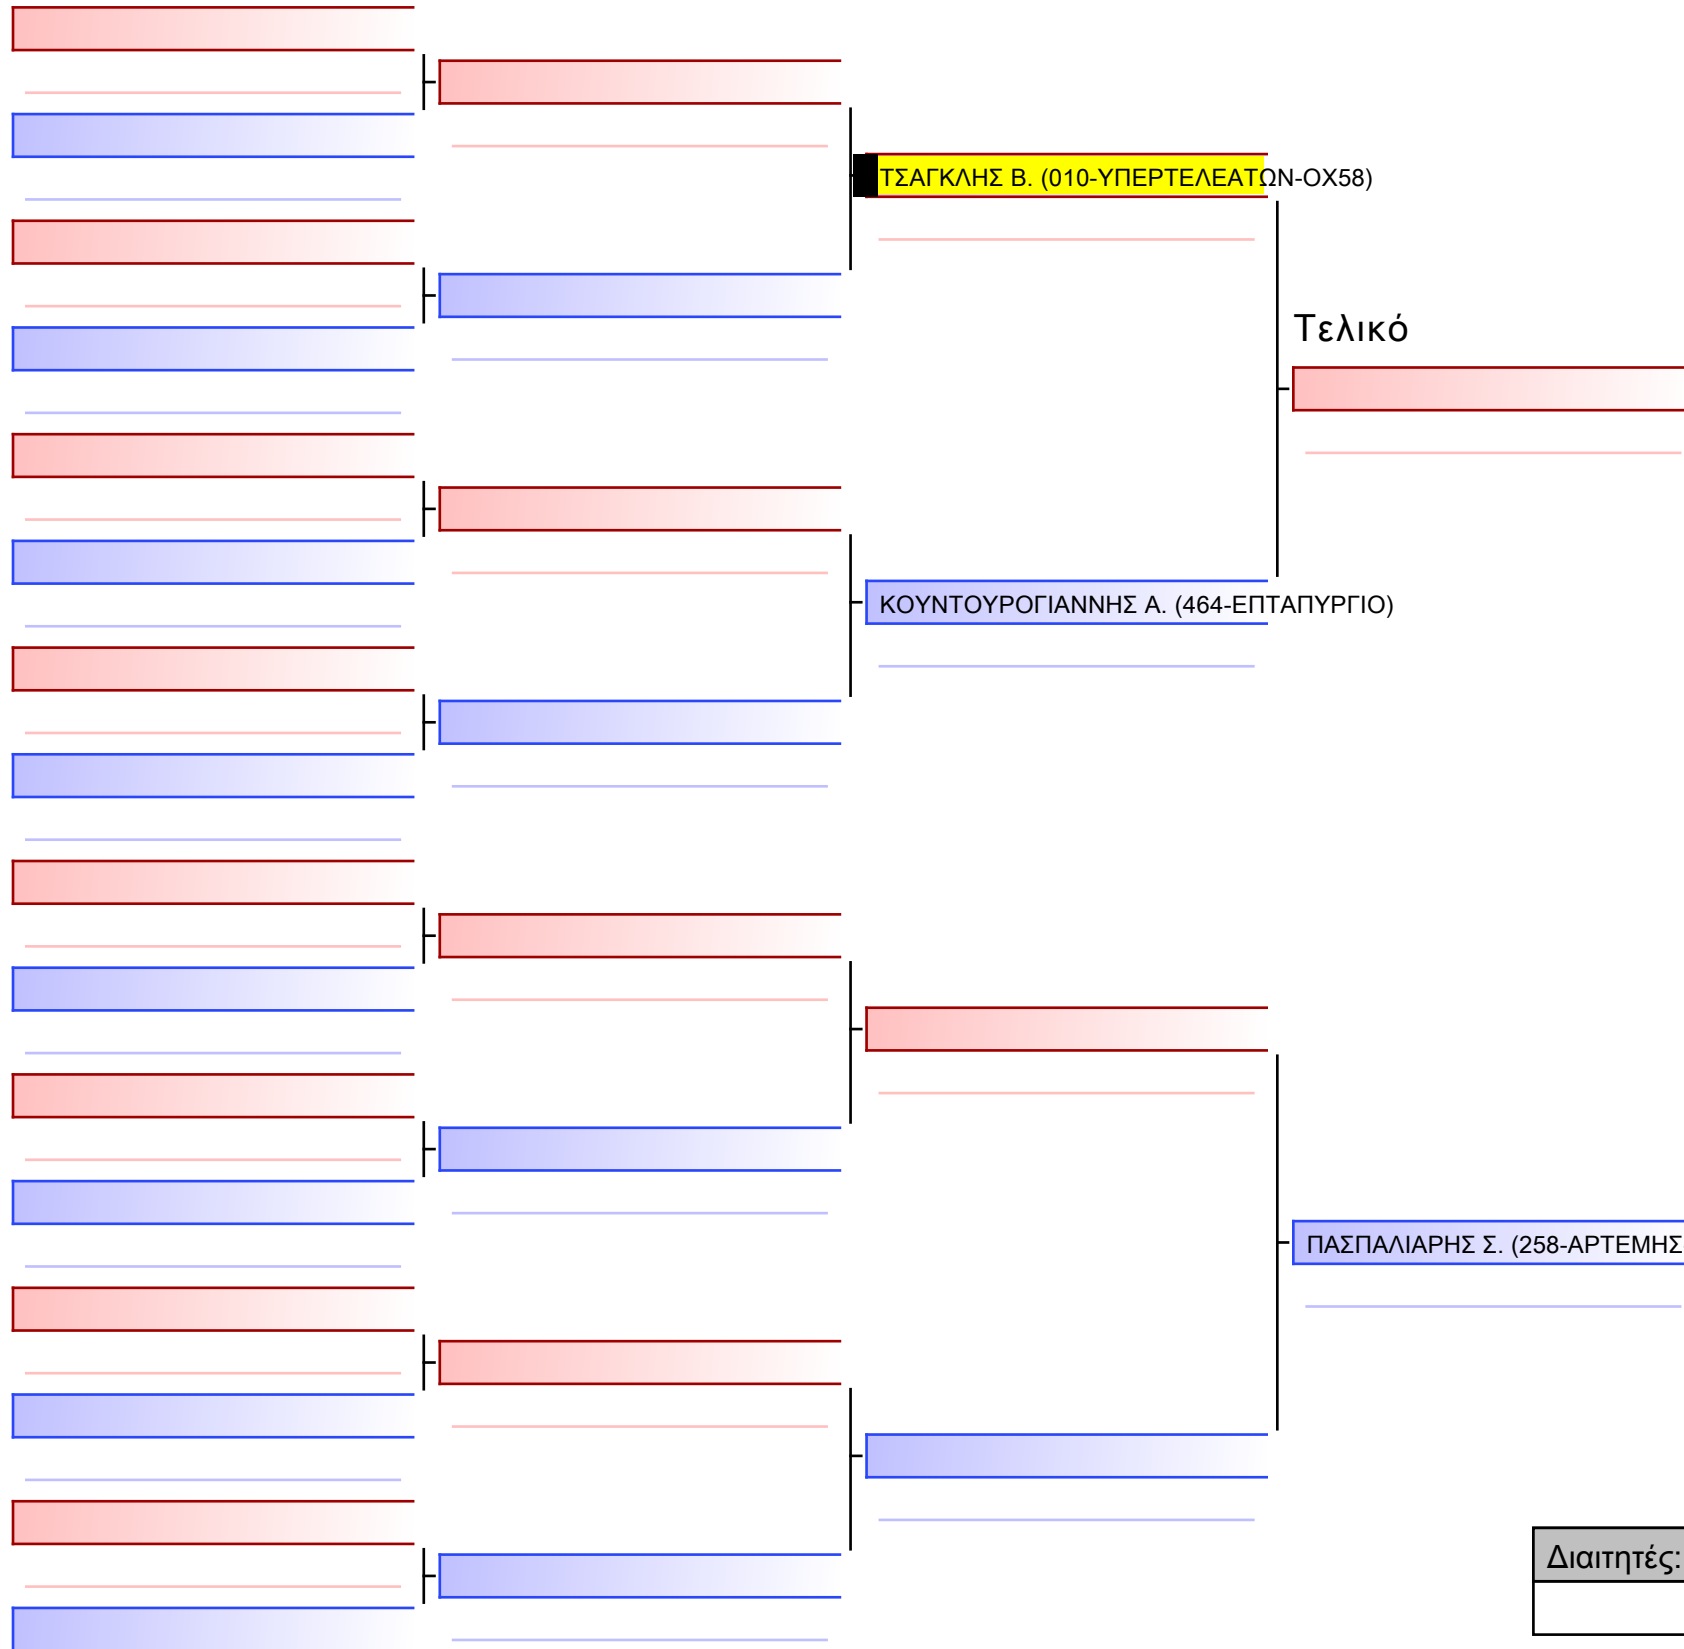 ΤΣΑΓΚΛΗΣ Β. (010-ΥΠΕΡΤΕΛΕΑΤΩΝ-ΟΧ58)
Τελικό
ΚΟΥΝΤΟΥΡΟΓΙΑΝΝΗΣ Α. (464-ΕΠΤΑΠΥΡΓΙΟ)
ΠΑΣΠΑΛΙΑΡΗΣ Σ. (258-ΑΡΤΕΜΗΣ
Διαιτητές: